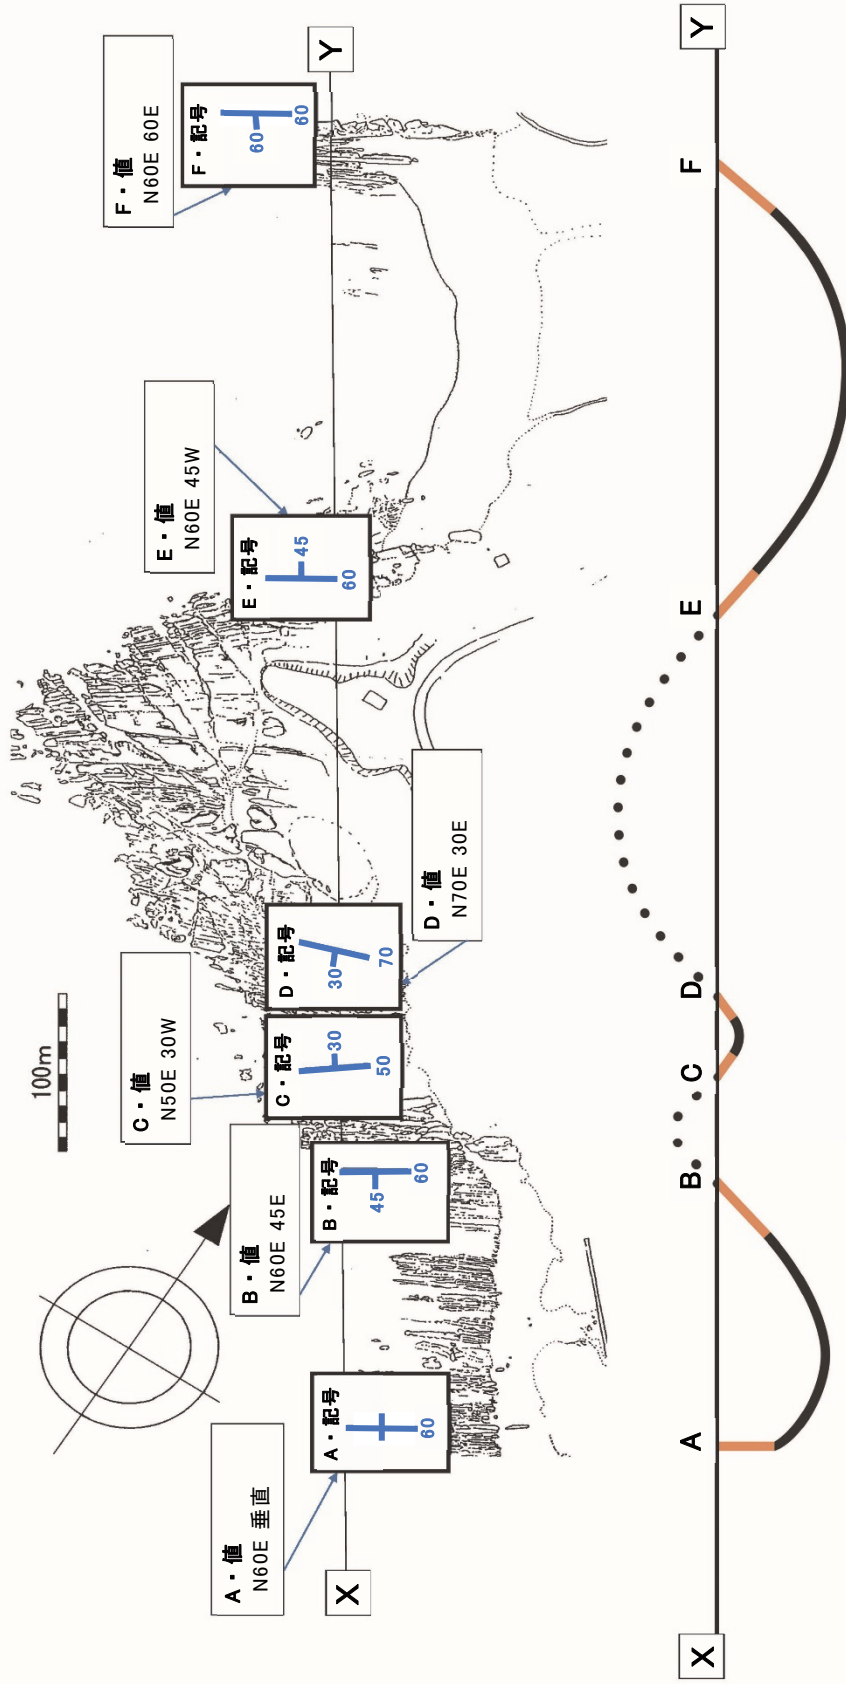 A・値
N60E 垂直
B・値
N60E 45E
C・値
N50E 30W
D・値
N70E 30E
E・値
N60E 45W
F・値
N60E 60E
100m
A・記号
60
B・記号
45
60
C・記号
30
50
D・記号
30
70
E・記号
45
60
F・記号
60
60
X
Y
X
A
B
C
D
E
F
Y